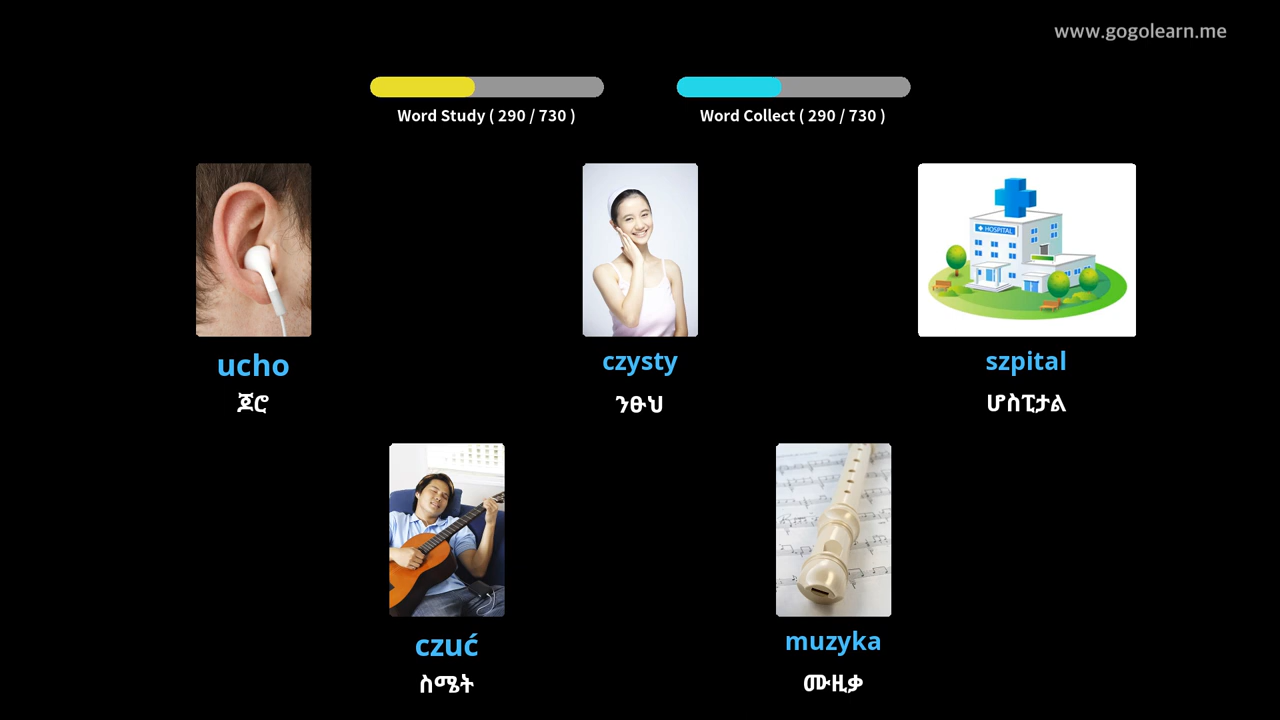 www.gogolearn.me
Word Study ( 290 / 730 )
Word Collect ( 290 / 730 )
HOSPITAL
ucho
ጆሮ
czysty
ንፁህ
szpital
ሆስፒታል
czuć
ስሜት
muzyka
ሙዚቃ